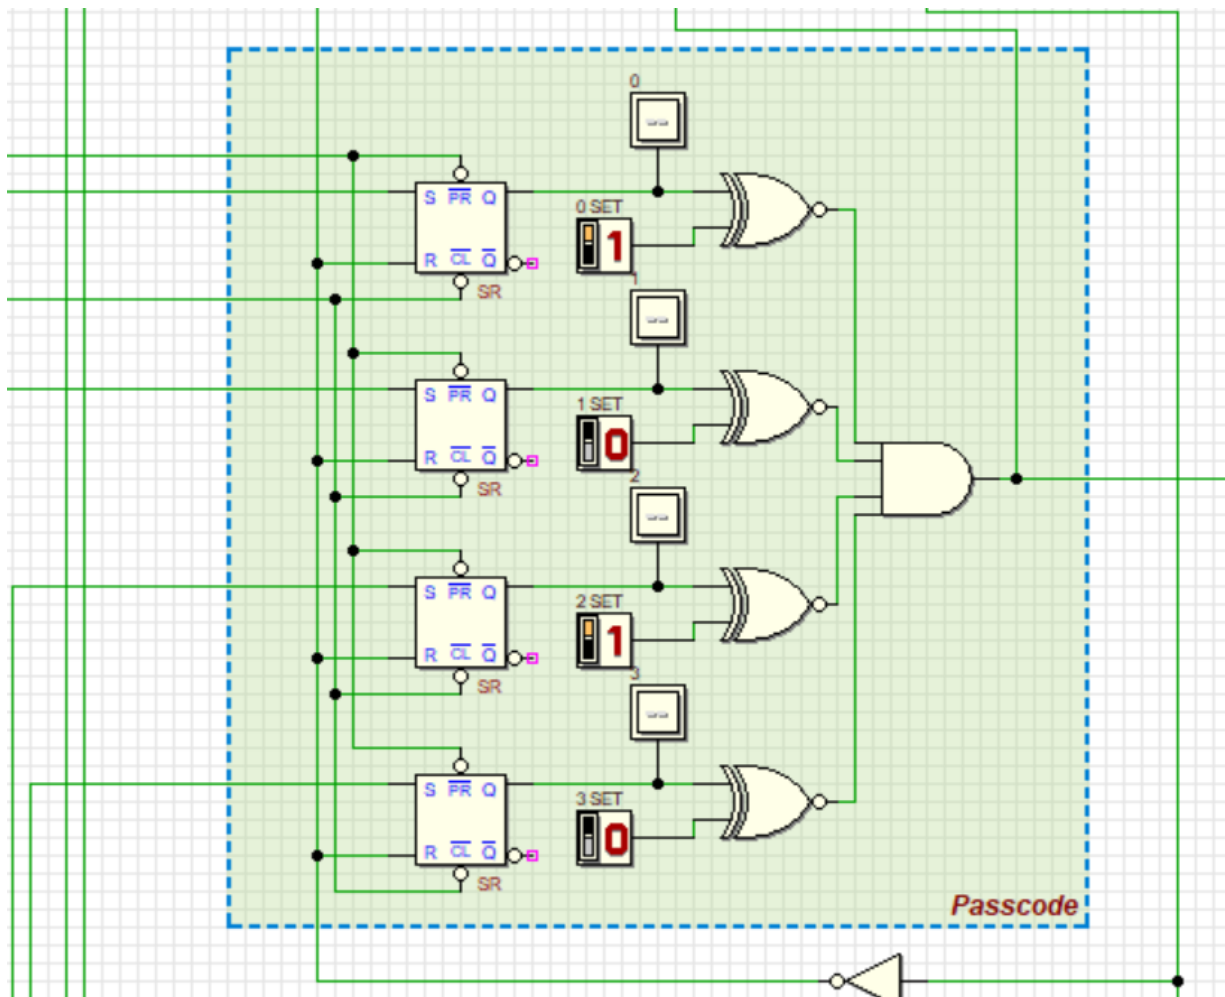 0
--
S PR Q
0 SET
1
R CL Q
SR
1
--
S PR Q
1 SET
0
R CL Q
SR
2
--
S PR Q
2 SET
1
R CL Q
SR
3
--
S PR Q
3 SET
0
R CL Q
SR
Passcode